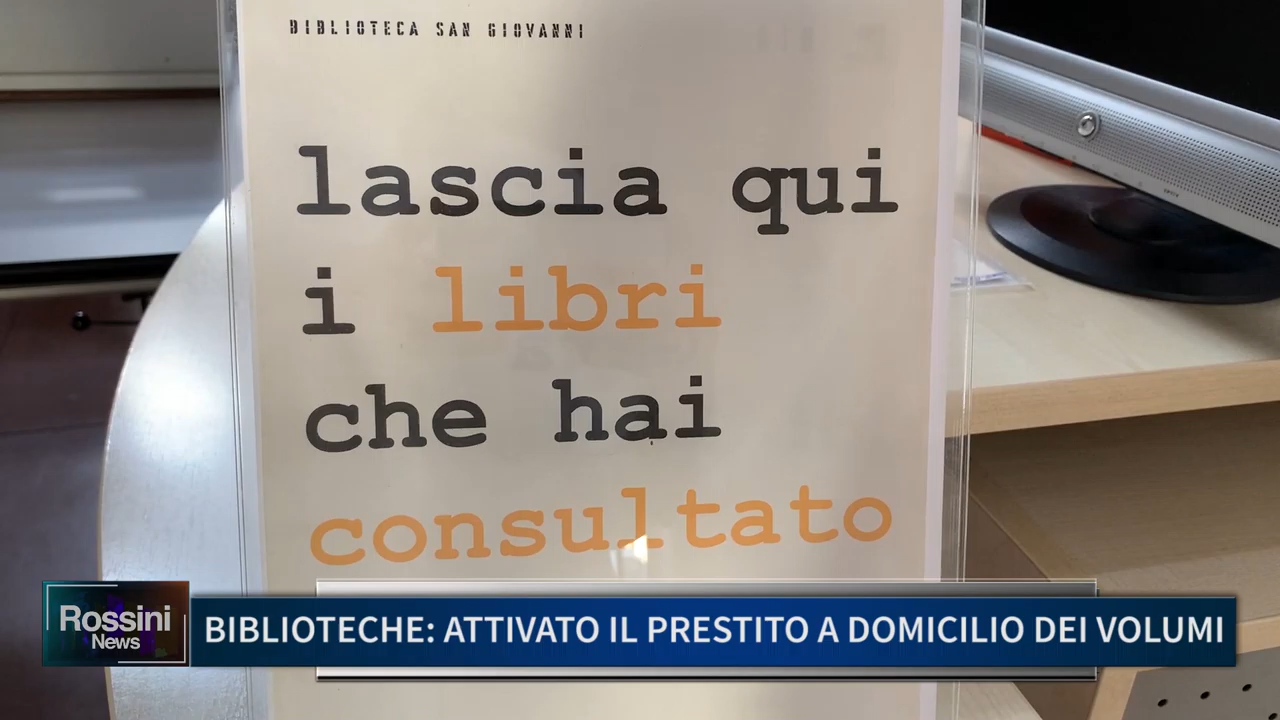 BIBLIOTECA SAN GIOVANNI
lascia qui
i libri
che hai
consultato
Rossini
News
BIBLIOTECHE: ATTIVATO IL PRESTITO A DOMICILIO DEI VOLUMI